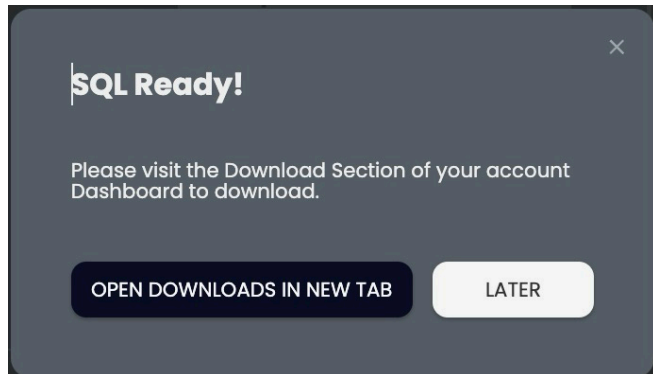 SQL Ready!
Please visit the Download Section of your account
Dashboard to download.
OPEN DOWNLOADS IN NEW TAB
LATER